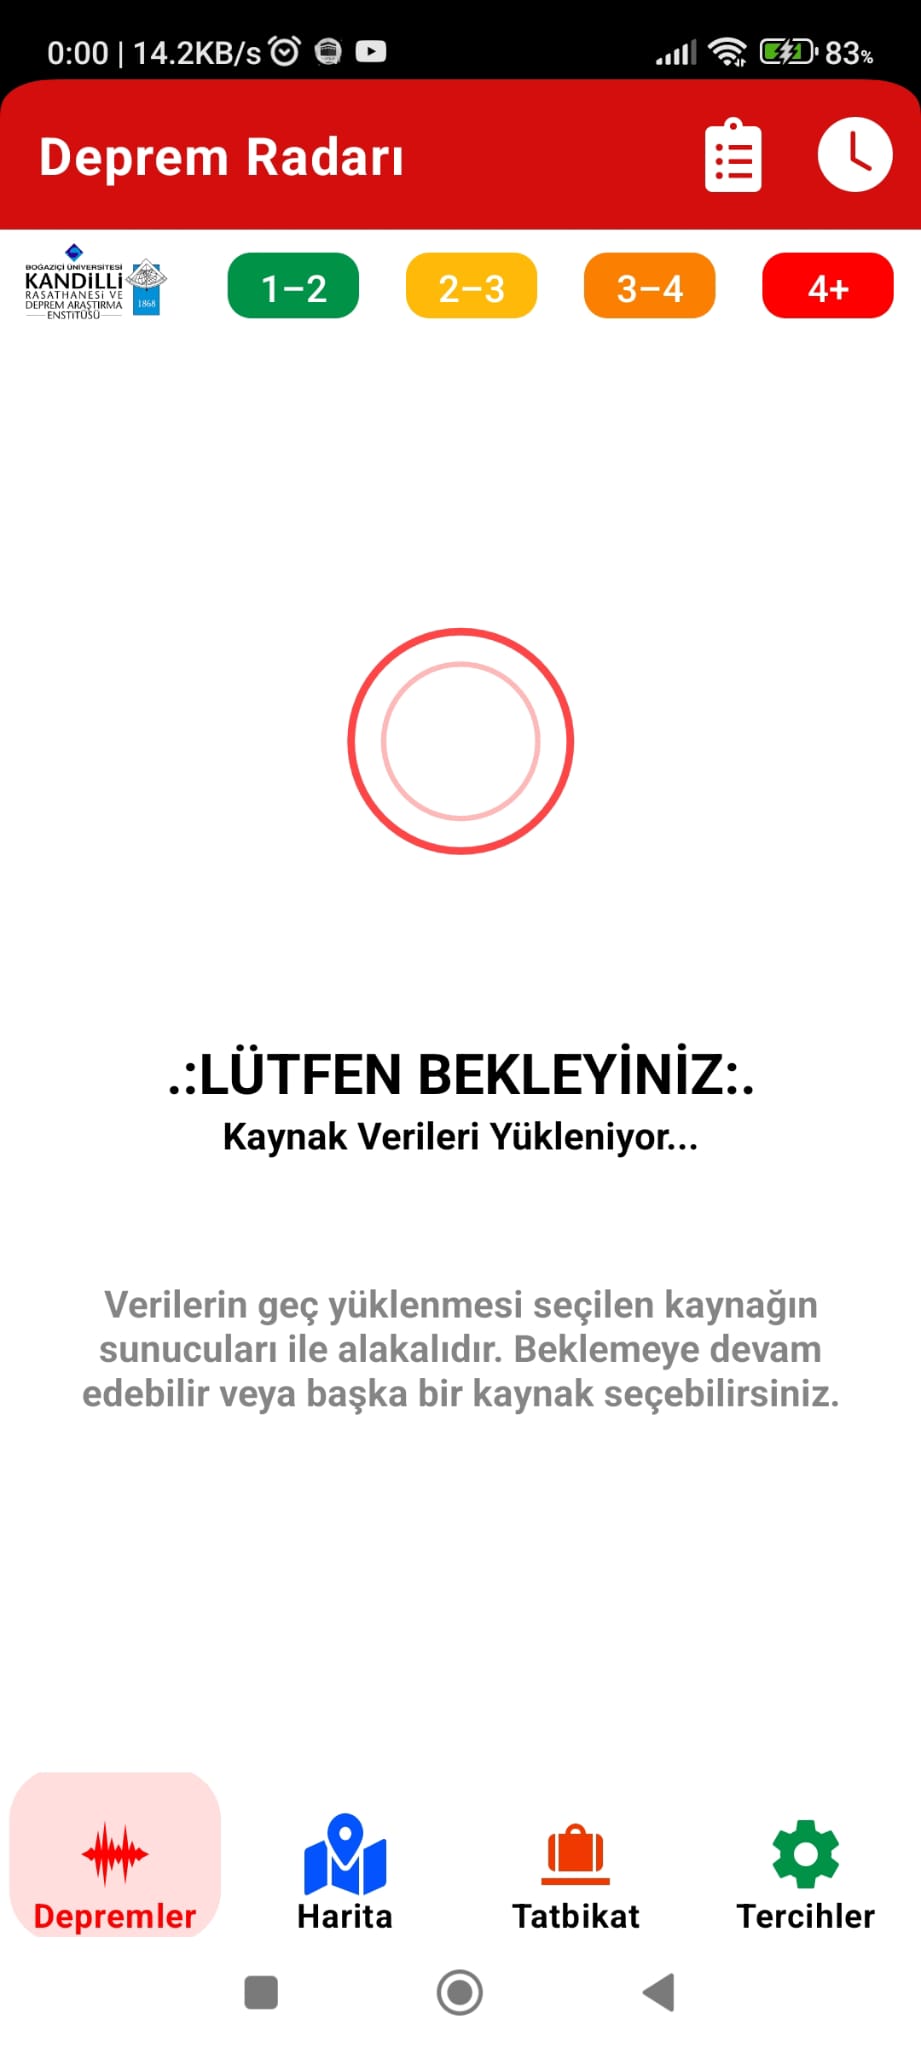 0:00 | 14.2KB/s 83%
Deprem Radarı
BOĞAZİÇİ ÜNİVERSİTESİ
KANDİLLİ
RASATHANESİ VE
DEPREM ARAŞTIRMA
ENSTİTÜSÜ
1868
1–2 2–3 3–4 4+
.:LÜTFEN BEKLEYİNİZ:.
Kaynak Verileri Yükleniyor...
Verilerin geç yüklenmesi seçilen kaynağın
sunucuları ile alakalıdır. Beklemeye devam
edebilir veya başka bir kaynak seçebilirsiniz.
Depremler Harita Tatbikat Tercihler